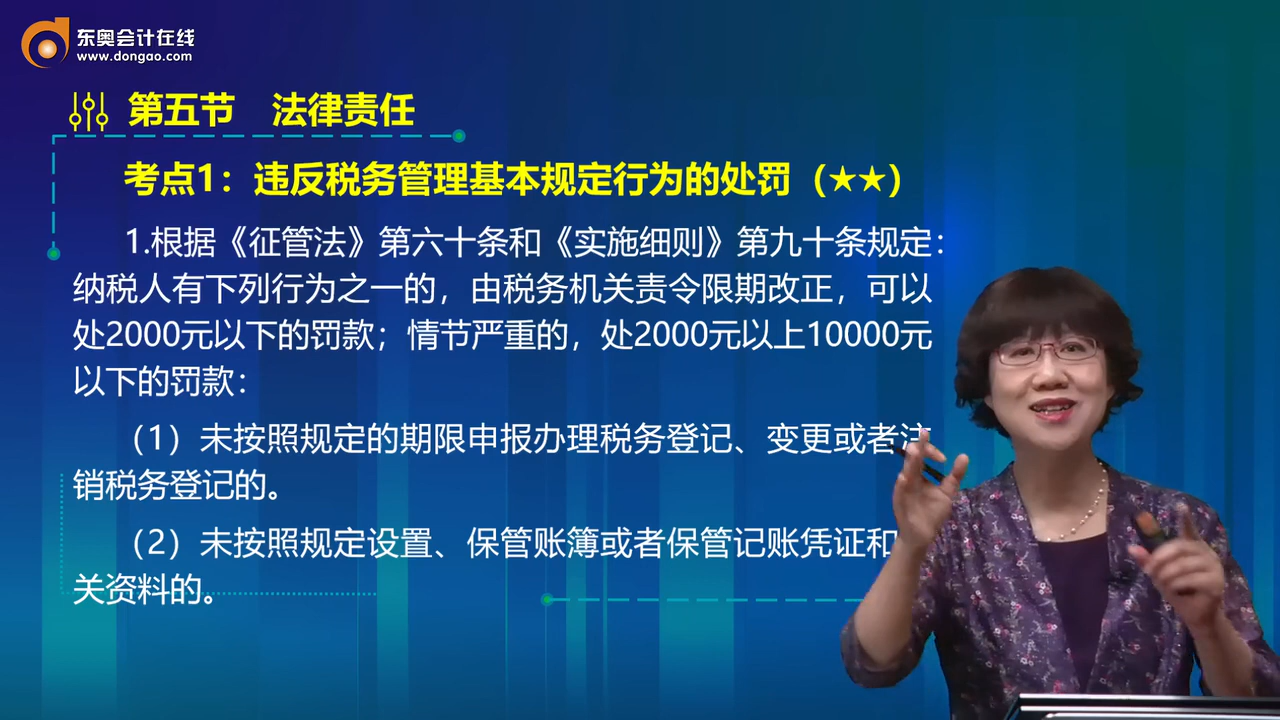 东奥会计在线
www.dongao.com
第五节 法律责任
考点1：违反税务管理基本规定行为的处罚（★★）
1.根据《征管法》第六十条和《实施细则》第九十条规定：
纳税人有下列行为之一的，由税务机关责令限期改正，可以
处2000元以下的罚款；情节严重的，处2000元以上10000元
以下的罚款：
（1）未按照规定的期限申报办理税务登记、变更或者注
销税务登记的。
（2）未按照规定设置、保管账簿或者保管记账凭证和
关资料的。